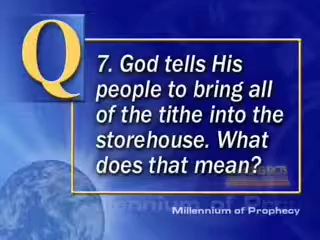 Q
7. God tells His
people to bring all
of the tithe into the
storehouse. What
does that mean?
Millennium of Prophecy